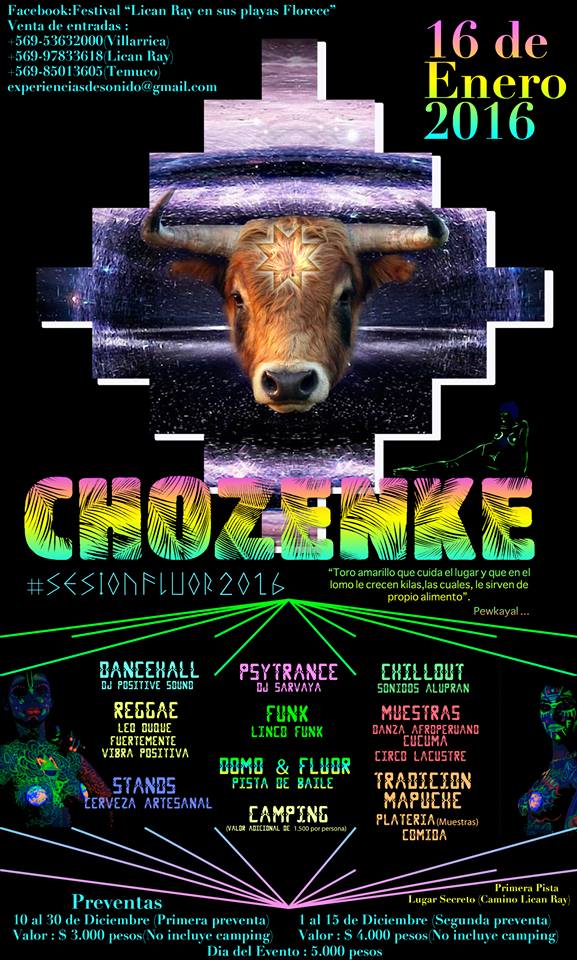 Facebook:Festival “Lican Ray en sus playas Florece”
Venta de entradas :
+569-53632000(Villarrica)
+569-97833618(Lican Ray)
+569-85013605(Temuco)
experienciasdesonido@gmail.com
16 de
Enero
2016
CHOZENKE
#SESIONFLUOR2016
“Toro amarillo que cuida el lugar y que en el
lomo le crecen kilas,las cuales, le sirven de
propio alimento”.
Pewkayal ...
DANCEHALL
DJ POSITIVE SOUND
REGGAE
LEO DUQUE
FUERTEMENTE
VIBRA POSITIVA
STANDS
CERVEZA ARTESANAL
PSYTRANCE
DJ SARVAYA
FUNK
LINCO FUNK
DOMO & FLUOR
PISTA DE BAILE
CAMPING
(VALOR ADICIONAL DE 1.500 por persona)
CHILLOUT
SONIDOS ALUPRAN
MUESTRAS
DANZA AFROPERUANO
CUCUMA
CIRCO LACUSTRE
TRADICION
MAPUCHE
PLATERIA(Muestras)
COMIDA
Primera Pista
Lugar Secreto (Camino Lican Ray)
Preventas
10 al 30 de Diciembre (Primera preventa)
Valor : $ 3.000 pesos(No incluye camping)
1 al 15 de Diciembre (Segunda preventa)
Valor : $ 4.000 pesos(No incluye camping)
Dia del Evento : 5.000 pesos